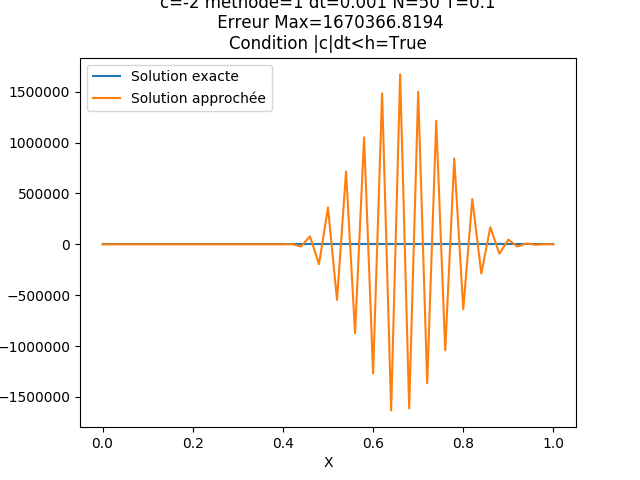 c=-2 methode=1 dt=0.001 N=50 T=0.1
Erreur Max=1670366.8194
Condition |c|dt<h=True
Solution exacte
Solution approchée
1500000
1000000
500000
0
−500000
−1000000
−1500000
0.0 0.2 0.4 0.6 0.8 1.0
X